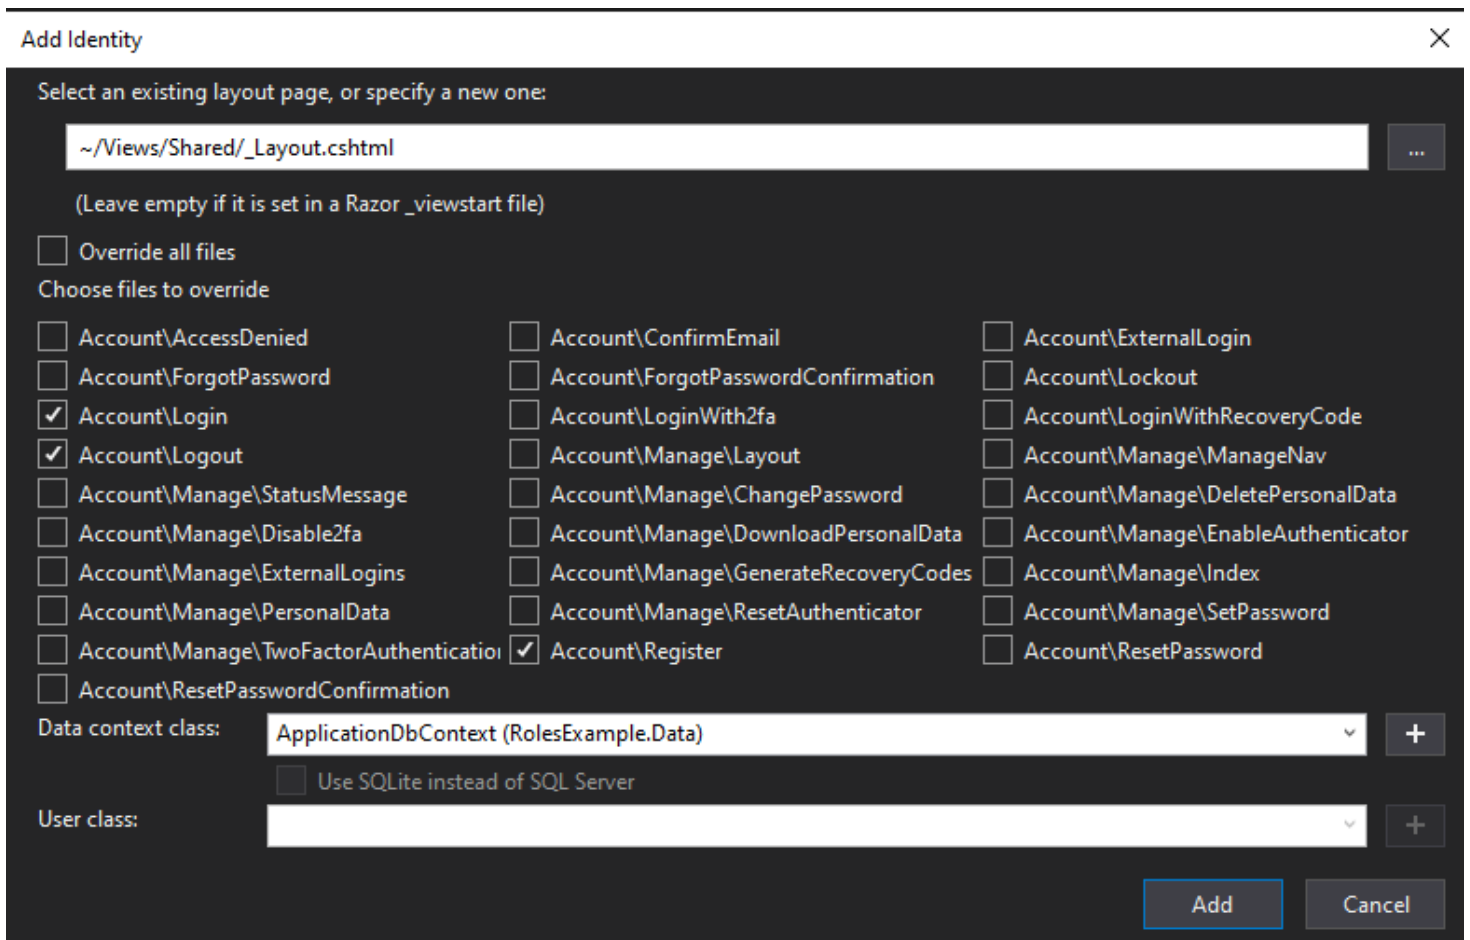 Add Identity
Select an existing layout page, or specify a new one:
~/Views/Shared/_Layout.cshtml
...
(Leave empty if it is set in a Razor _viewstart file)
Override all files
Choose files to override
Account\AccessDenied Account\ConfirmEmail Account\ExternalLogin
Account\ForgotPassword Account\ForgotPasswordConfirmation Account\Lockout
Account\Login Account\LoginWith2fa Account\LoginWithRecoveryCode
Account\Logout Account\Manage\Layout Account\Manage\ManageNav
Account\Manage\StatusMessage Account\Manage\ChangePassword Account\Manage\DeletePersonalData
Account\Manage\Disable2fa Account\Manage\DownloadPersonalData Account\Manage\EnableAuthenticator
Account\Manage\ExternalLogins Account\Manage\GenerateRecoveryCodes Account\Manage\Index
Account\Manage\PersonalData Account\Manage\ResetAuthenticator Account\Manage\SetPassword
Account\Manage\TwoFactorAuthentication Account\Register Account\ResetPassword
Account\ResetPasswordConfirmation
Data context class: ApplicationDbContext (RolesExample.Data) +
Use SQLite instead of SQL Server
User class: +
Add Cancel